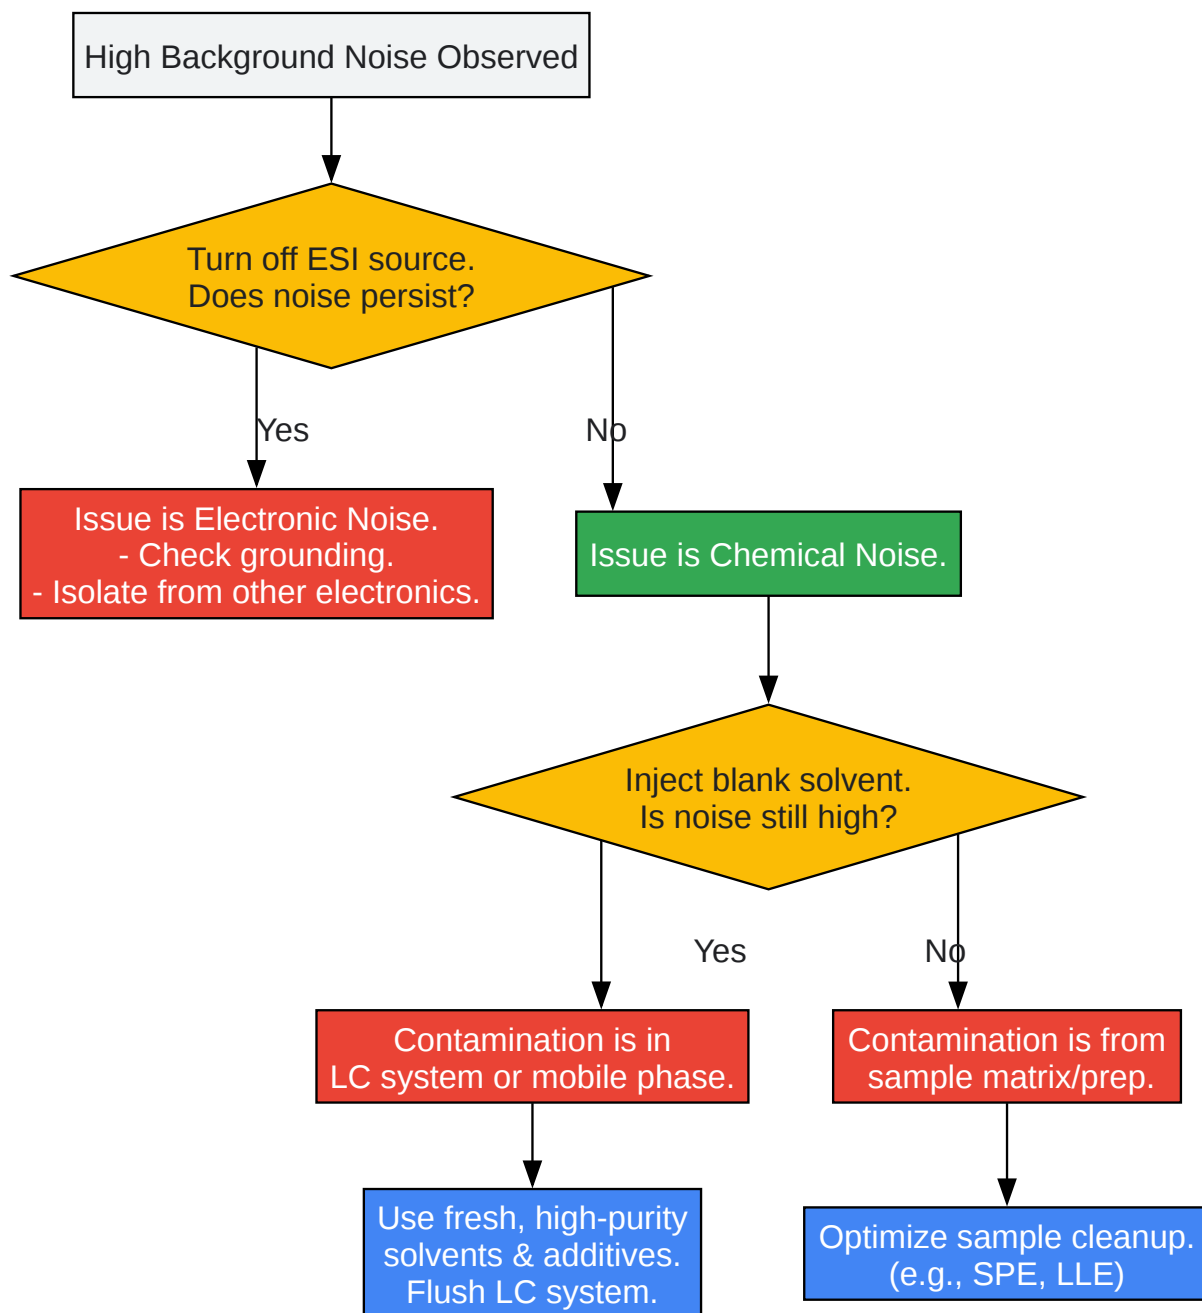 High Background Noise Observed
Turn off ESI source.
Does noise persist?
Yes
No
Issue is Electronic Noise.
- Check grounding.
- Isolate from other electronics.
Issue is Chemical Noise.
Inject blank solvent.
Is noise still high?
Yes
No
Contamination is in
LC system or mobile phase.
Contamination is from
sample matrix/prep.
Use fresh, high-purity
solvents & additives.
Flush LC system.
Optimize sample cleanup.
(e.g., SPE, LLE)